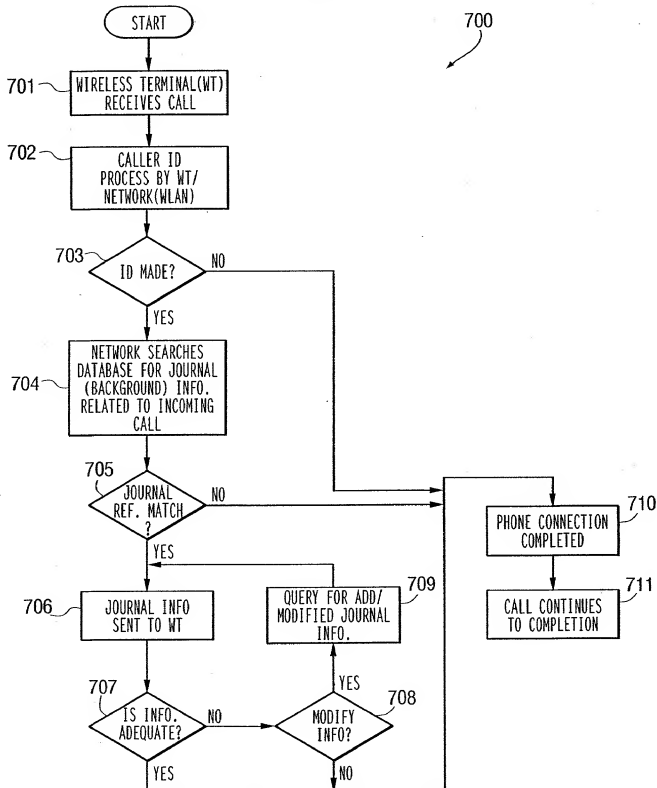 START
700
701
WIRELESS TERMINAL(WT)
RECEIVES CALL
702
CALLER ID
PROCESS BY WT/
NETWORK(WLAN)
703
ID MADE?
NO
YES
704
NETWORK SEARCHES
DATABASE FOR JOURNAL
(BACKGROUND) INFO.
RELATED TO INCOMING
CALL
705
JOURNAL
REF. MATCH
?
NO
YES
706
JOURNAL INFO
SENT TO WT
709
QUERY FOR ADD/
MODIFIED JOURNAL
INFO.
707
IS INFO.
ADEQUATE?
NO
YES
708
MODIFY
INFO?
YES
NO
710
PHONE CONNECTION
COMPLETED
711
CALL CONTINUES
TO COMPLETION